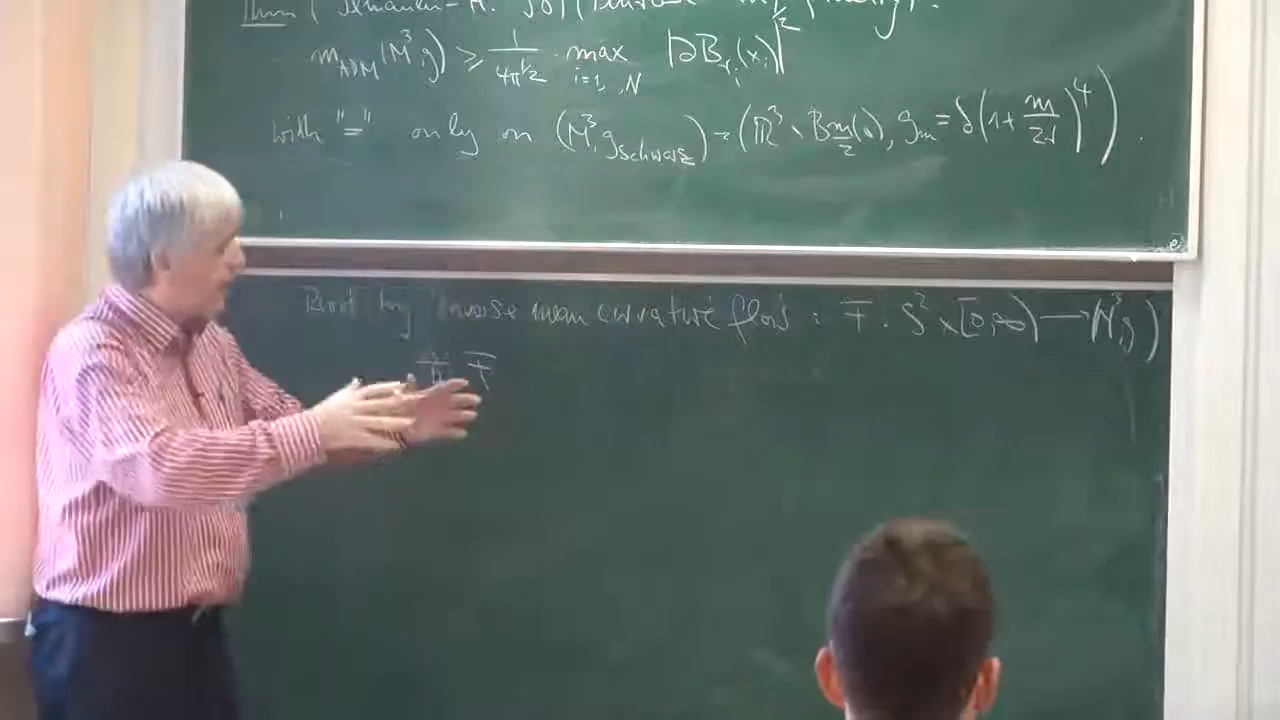 Thm ( - H.
m_ADM (M³, g) ≥ 1/4π^{1/2} · max_{i=1, , N} |∂B_{r_i}(x_i)|^{1/2}
with "=" only on (M³, g_Schwarz) = (ℝ³ \ B_{m/2}(0), g_m = δ(1 + m/2r)⁴) .
Proof by inverse mean curvature flow : F : S² × [0, ∞) → (M³, g)
F